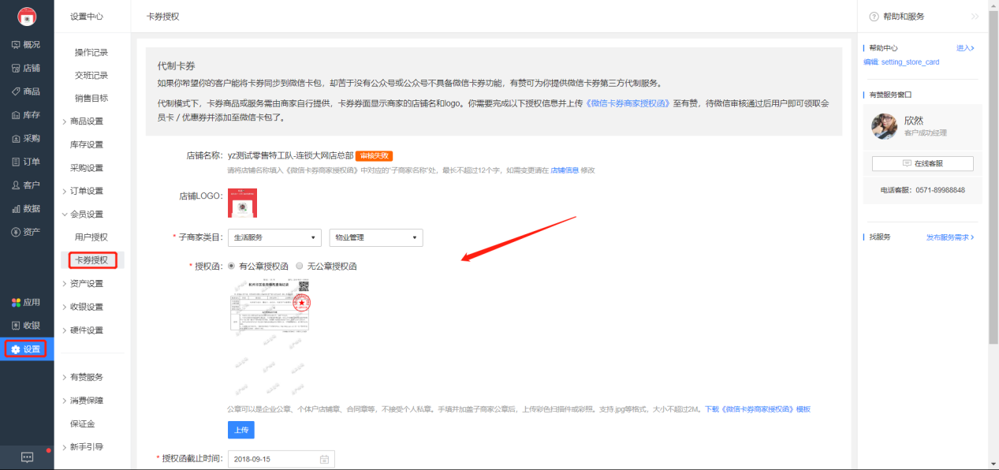 设置中心
卡券授权
帮助和服务
概况
店铺
商品
库存
采购
订单
客户
数据
资产
应用
收银
设置
操作记录
交班记录
销售目标
商品设置
库存设置
采购设置
订单设置
会员设置
用户授权
卡券授权
资产设置
收银设置
硬件设置
有赞服务
消费保障
保证金
新手引导
代制卡券
如果你希望你的客户能将卡券同步到微信卡包，却苦于没有公众号或公众号不具备微信卡券功能，有赞可为你提供微信卡券第三方代制服务。
代制模式下，卡券商品或服务需由商家自行提供，卡券券面显示商家的店铺名和logo。你需要完成以下授权信息并上传《微信卡券商家授权函》至有赞，待微信审核通过后用户即可领取会
员卡 / 优惠券并添加至微信卡包了。
店铺名称： yz测试零售特工队-连锁大网店总部 审核失败
请将店铺名称填入《微信卡券商家授权函》中对应的"子商家名称"处，最长不超过12个字，如需变更请在 店铺信息 修改
店铺LOGO：
* 子商家类目： 生活服务 物业管理
* 授权函： 有公章授权函 无公章授权函
公章可以是企业公章、个体户店铺章、合同章等，不接受个人私章。手填并加盖子商家公章后，上传彩色扫描件或彩照。支持.jpg等格式，大小不超过2M。下载《微信卡券商家授权函》模板
上传
* 授权函截止时间： 2018-09-15
帮助中心 进入
编辑: setting_store_card
有赞服务窗口
欣然
客户成功经理
在线客服
电话客服：0571-89988848
找服务 发布服务需求